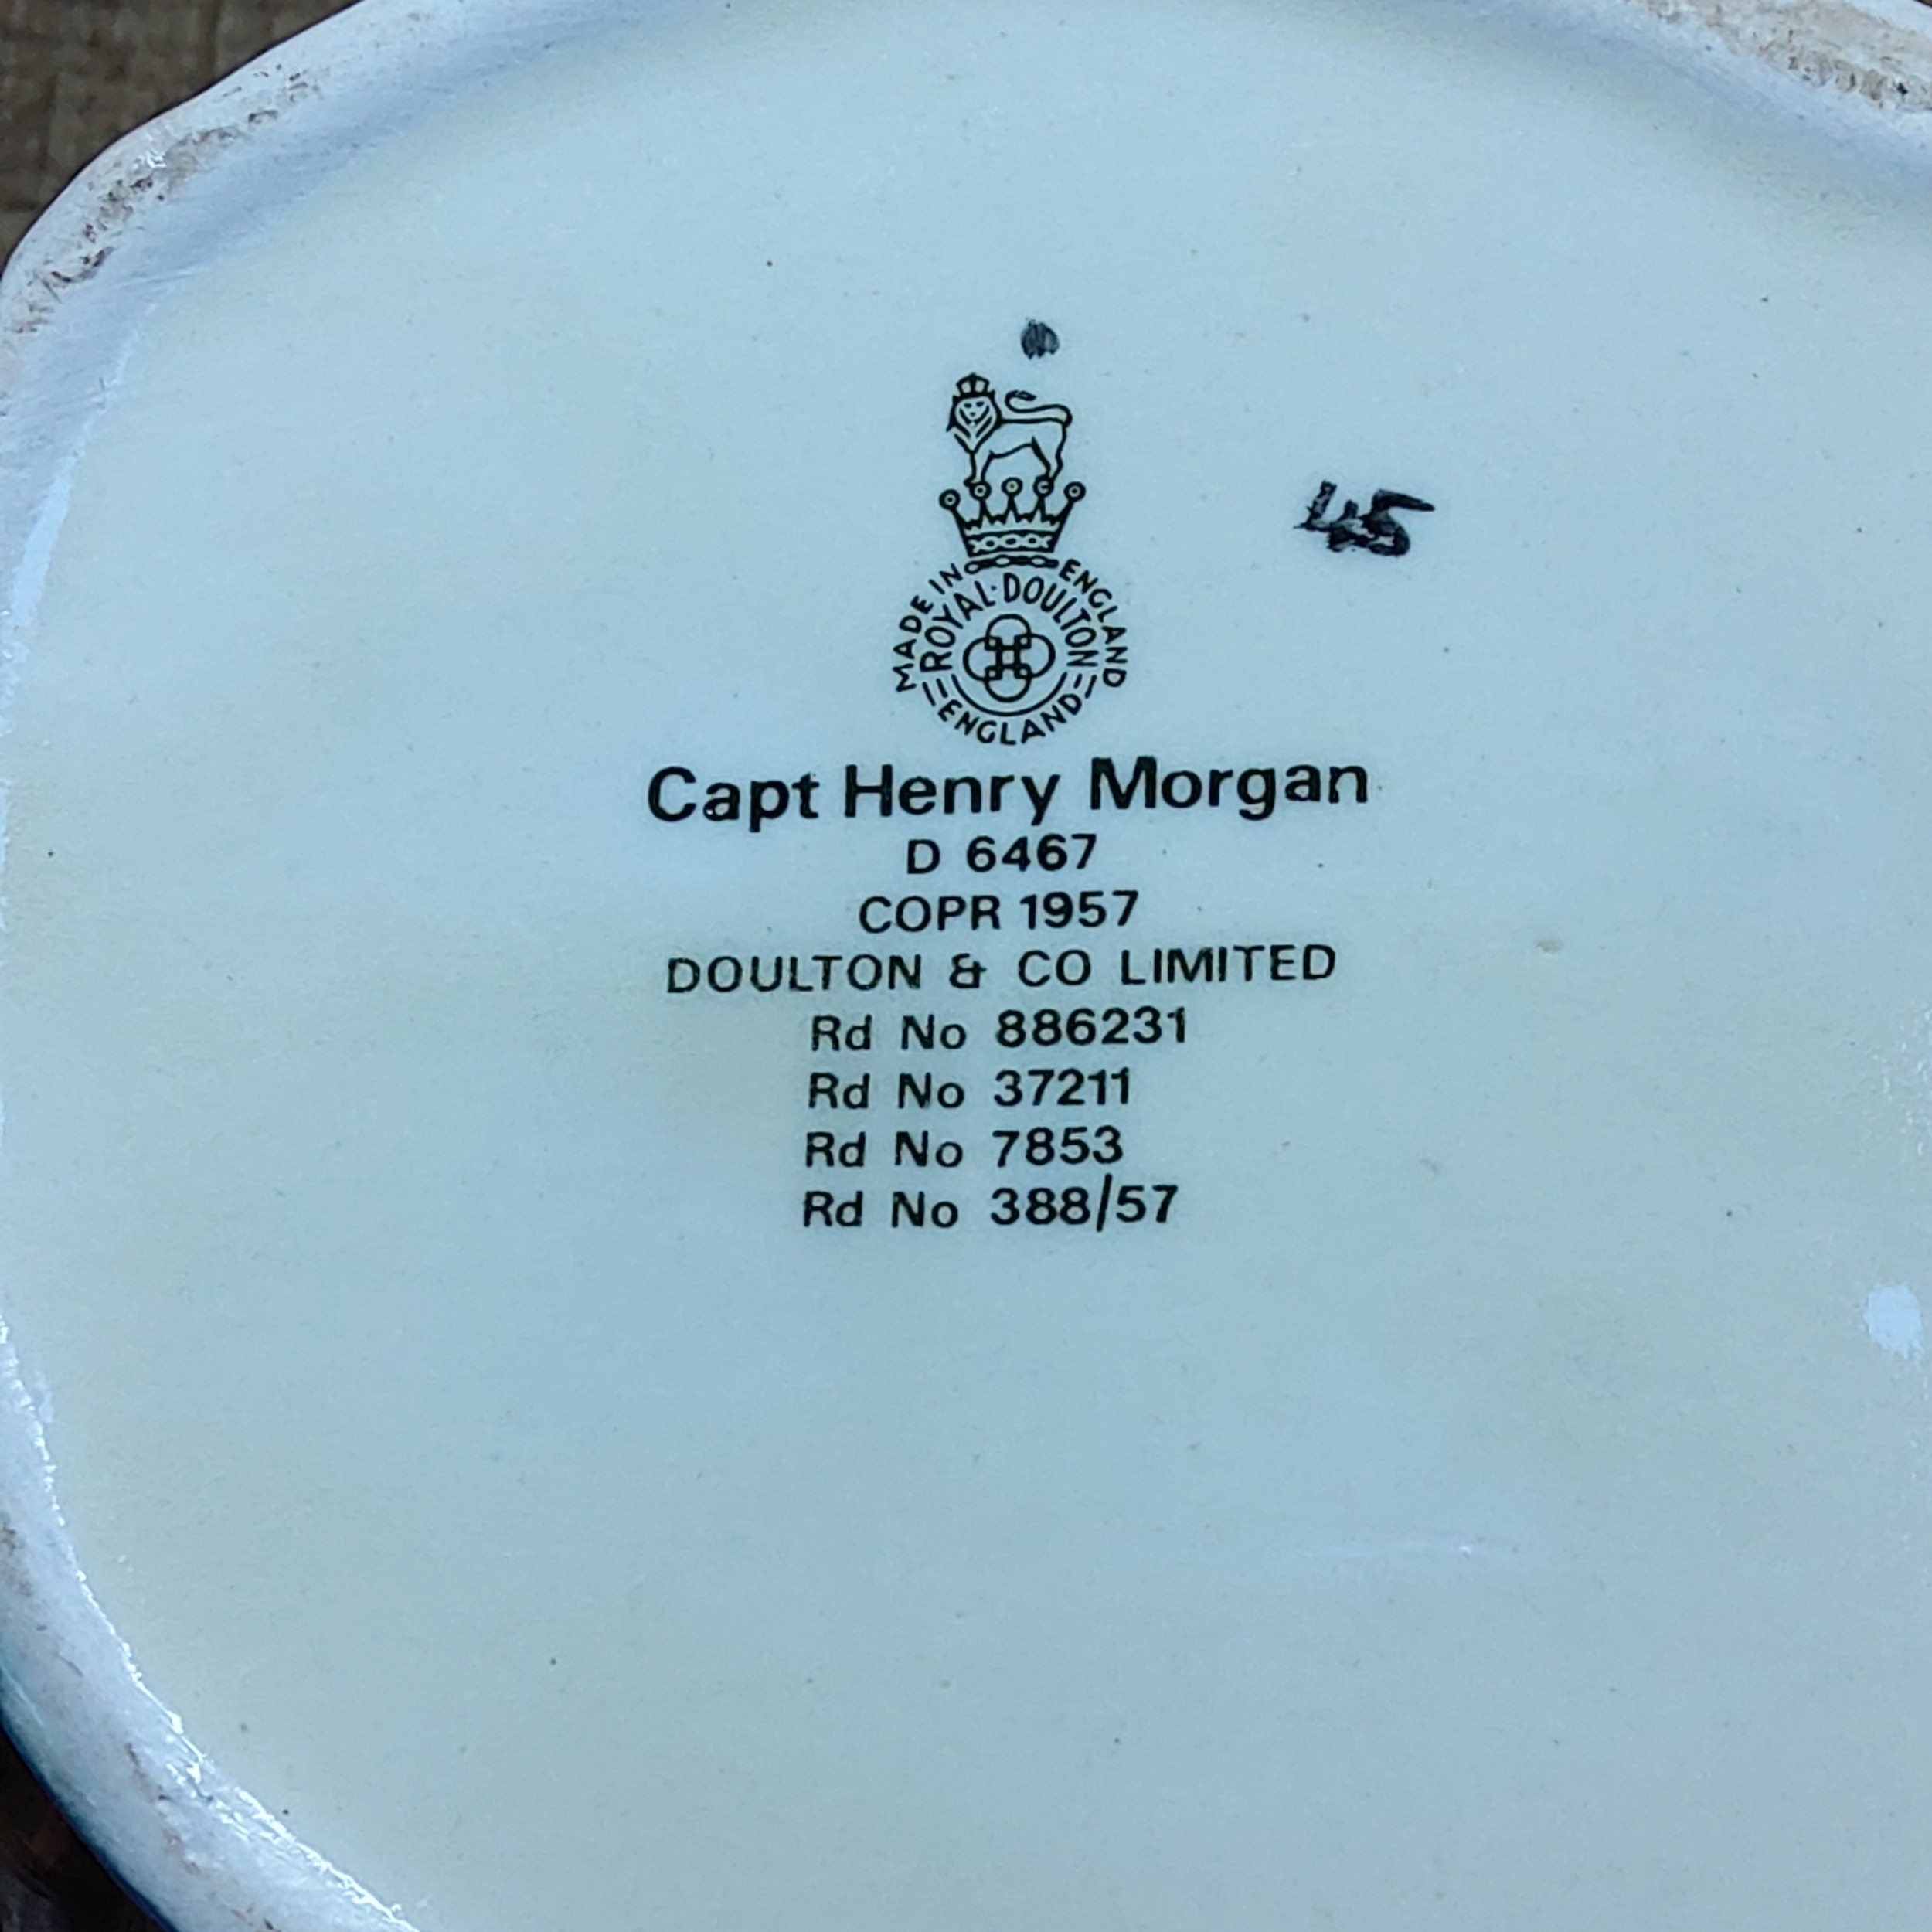 45
MADE IN ENGLAND
ROYAL·DOULTON
ENGLAND
Capt Henry Morgan
D 6467
COPR 1957
DOULTON & CO LIMITED
Rd No 886231
Rd No 37211
Rd No 7853
Rd No 388/57